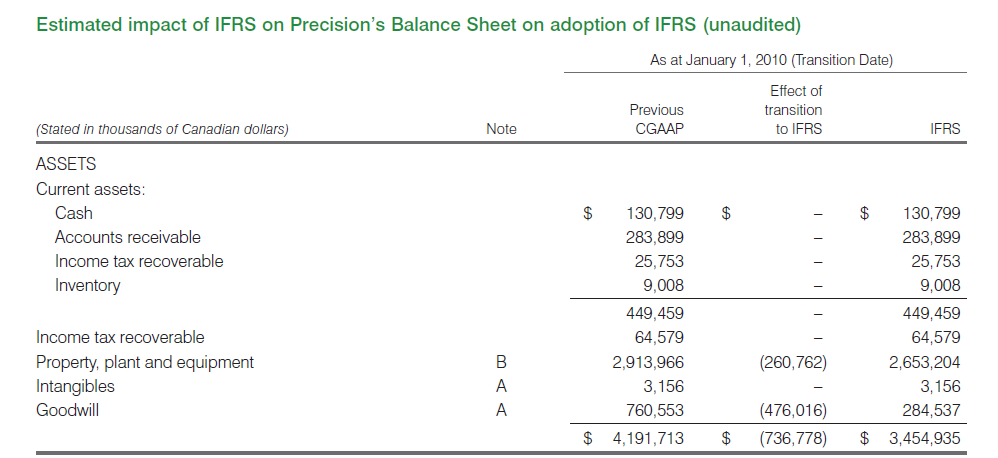 Estimated impact of IFRS on Precision's Balance Sheet on adoption of IFRS (unaudited)
As at January 1, 2010 (Transition Date)
Effect of
Previous transition
(Stated in thousands of Canadian dollars) Note CGAAP to IFRS IFRS
ASSETS
Current assets:
Cash $ 130,799 $ – $ 130,799
Accounts receivable 283,899 – 283,899
Income tax recoverable 25,753 – 25,753
Inventory 9,008 – 9,008
449,459 – 449,459
Income tax recoverable 64,579 – 64,579
Property, plant and equipment B 2,913,966 (260,762) 2,653,204
Intangibles A 3,156 – 3,156
Goodwill A 760,553 (476,016) 284,537
$ 4,191,713 $ (736,778) $ 3,454,935